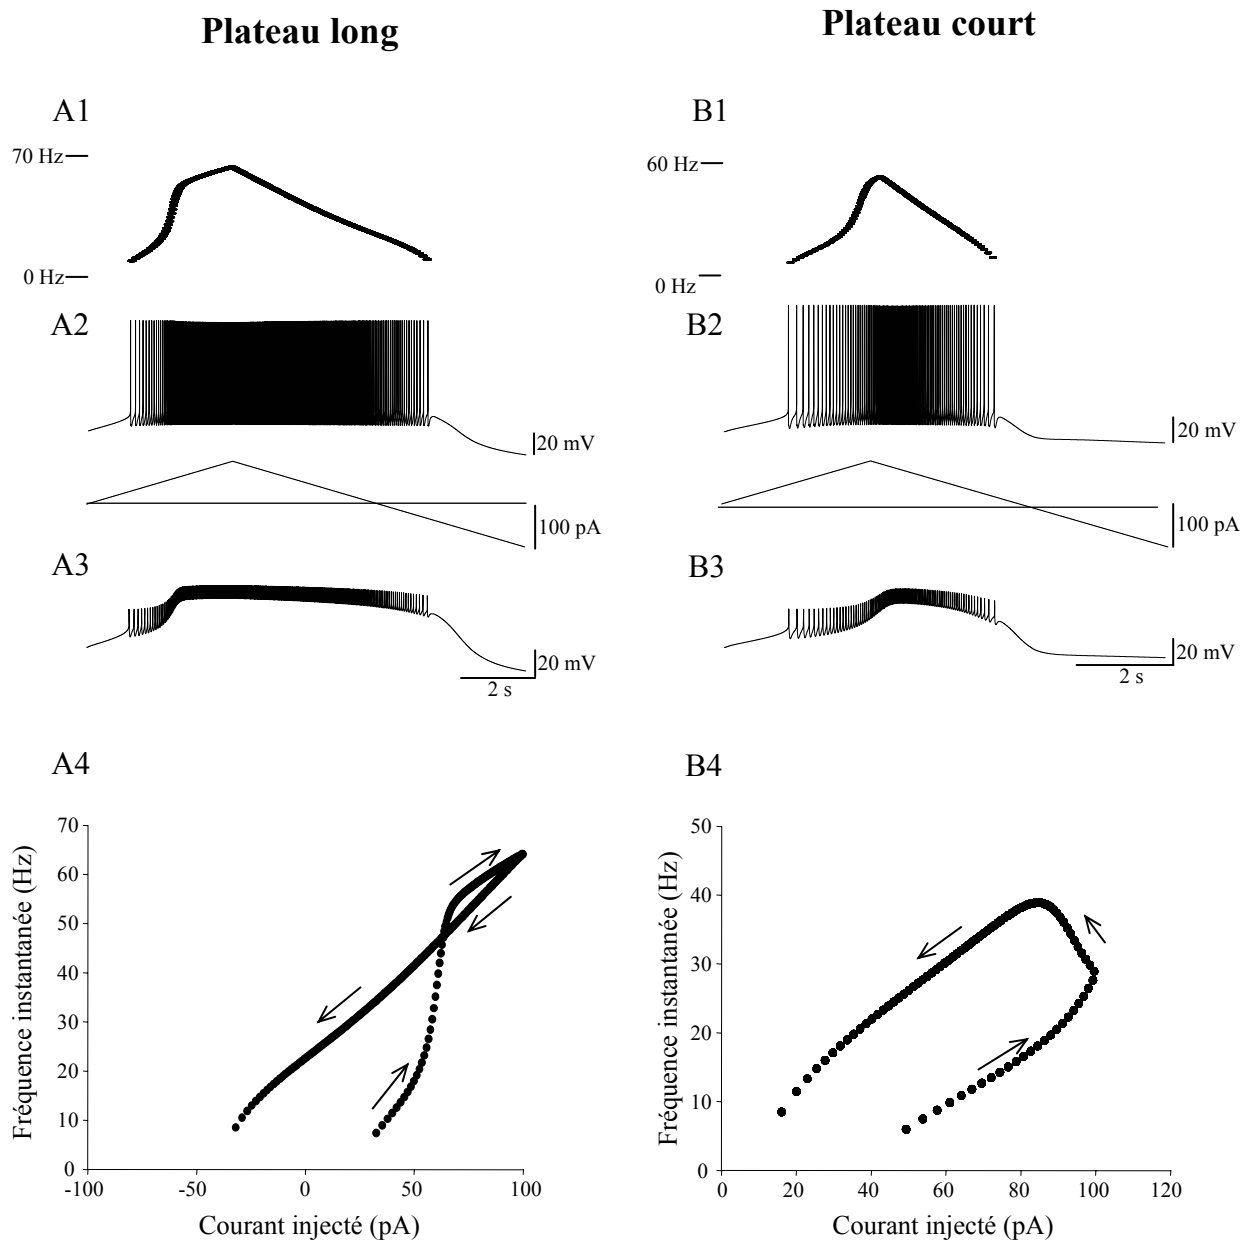 Plateau long
Plateau court
A1
70 Hz
0 Hz
A2
20 mV
100 pA
A3
20 mV
2 s
B1
60 Hz
0 Hz
B2
20 mV
100 pA
B3
20 mV
2 s
A4
Fréquence instantanée (Hz)
70
60
50
40
30
20
10
0
-100
-50
0
50
100
Courant injecté (pA)
B4
Fréquence instantanée (Hz)
50
40
30
20
10
0
0
20
40
60
80
100
120
Courant injecté (pA)